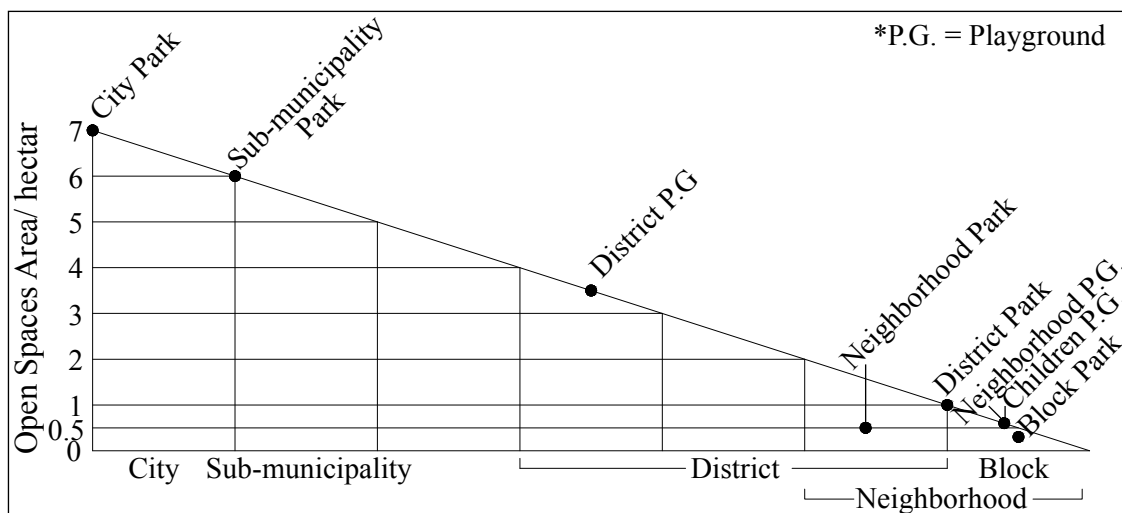 *P.G. = Playground
City Park
Sub-municipality
Park
District P.G
Neighborhood Park
District Park
Neighborhood P.G.
Children P.G.
Block Park
Open Spaces Area/ hectar
7
6
5
4
3
2
1
0.5
0
City
Sub-municipality
District
Block
Neighborhood